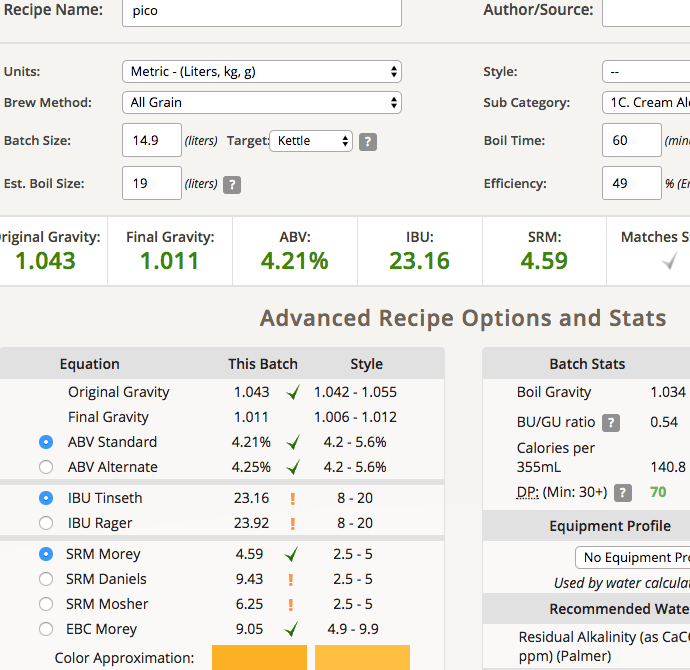 Recipe Name: pico Author/Source:
Units: Metric - (Liters, kg, g) Style: --
Brew Method: All Grain Sub Category: 1C. Cream Al
Batch Size: 14.9 (liters) Target: Kettle ? Boil Time: 60 (min
Est. Boil Size: 19 (liters) ? Efficiency: 49 % (E
riginal Gravity: Final Gravity: ABV: IBU: SRM: Matches S
1.043 1.011 4.21% 23.16 4.59
Advanced Recipe Options and Stats
Equation This Batch Style Batch Stats
Original Gravity 1.043 1.042 - 1.055 Boil Gravity 1.034
Final Gravity 1.011 1.006 - 1.012 BU/GU ratio ? 0.54
ABV Standard 4.21% 4.2 - 5.6% Calories per
ABV Alternate 4.25% 4.2 - 5.6% 355mL 140.8
IBU Tinseth 23.16 ! 8 - 20 DP: (Min: 30+) ? 70
IBU Rager 23.92 ! 8 - 20 Equipment Profile
SRM Morey 4.59 2.5 - 5 No Equipment Pr
SRM Daniels 9.43 ! 2.5 - 5 Used by water calcula
SRM Mosher 6.25 ! 2.5 - 5 Recommended Wate
EBC Morey 9.05 4.9 - 9.9 Residual Alkalinity (as CaC
Color Approximation: ppm) (Palmer)